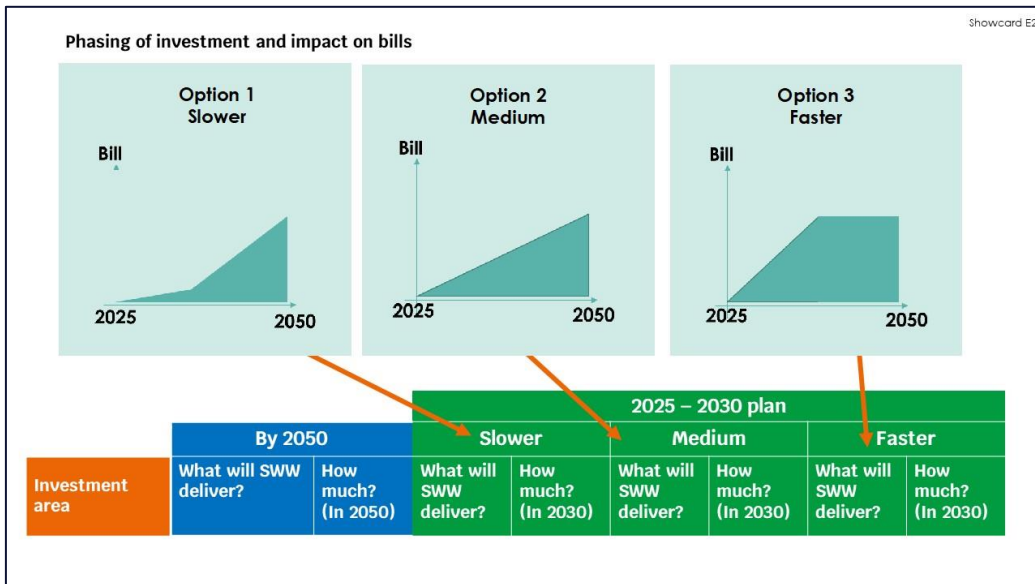 Showcard E2
Phasing of investment and impact on bills
Option 1
Slower
Bill
2025
2050
Option 2
Medium
Bill
2025
2050
Option 3
Faster
Bill
2025
2050
2025 – 2030 plan
By 2050
Slower
Medium
Faster
Investment
area
What will SWW
deliver?
How
much?
(In 2050)
What will
SWW
deliver?
How
much?
(In 2030)
What will
SWW
deliver?
How
much?
(In 2030)
What will
SWW
deliver?
How
much?
(In 2030)